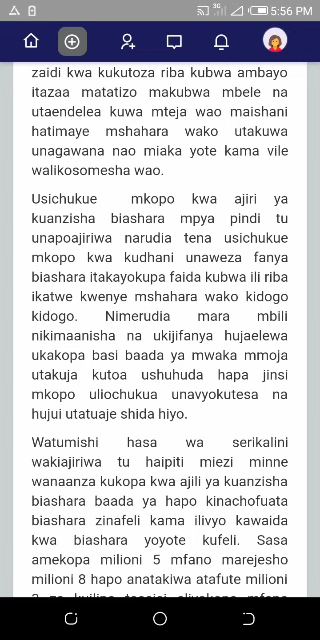 3G
5:56 PM
zaidi kwa kukutoza riba kubwa ambayo
itazaa matatizo makubwa mbele na
utaendelea kuwa mteja wao maishani
hatimaye mshahara wako utakuwa
unagawana nao miaka yote kama vile
walikosomesha wao.
Usichukue mkopo kwa ajiri ya
kuanzisha biashara mpya pindi tu
unapoajiriwa narudia tena usichukue
mkopo kwa kudhani unaweza fanya
biashara itakayokupa faida kubwa ili riba
ikatwe kwenye mshahara wako kidogo
kidogo. Nimerudia mara mbili
nikimaanisha na ukijifanya hujaelewa
ukakopa basi baada ya mwaka mmoja
utakuja kutoa ushuhuda hapa jinsi
mkopo uliochukua unavyokutesa na
hujui utatuaje shida hiyo.
Watumishi hasa wa serikalini
wakiajiriwa tu haipiti miezi minne
wanaanza kukopa kwa ajili ya kuanzisha
biashara baada ya hapo kinachofuata
biashara zinafeli kama ilivyo kawaida
kwa biashara yoyote kufeli. Sasa
amekopa milioni 5 mfano marejesho
milioni 8 hapo anatakiwa atafute milioni